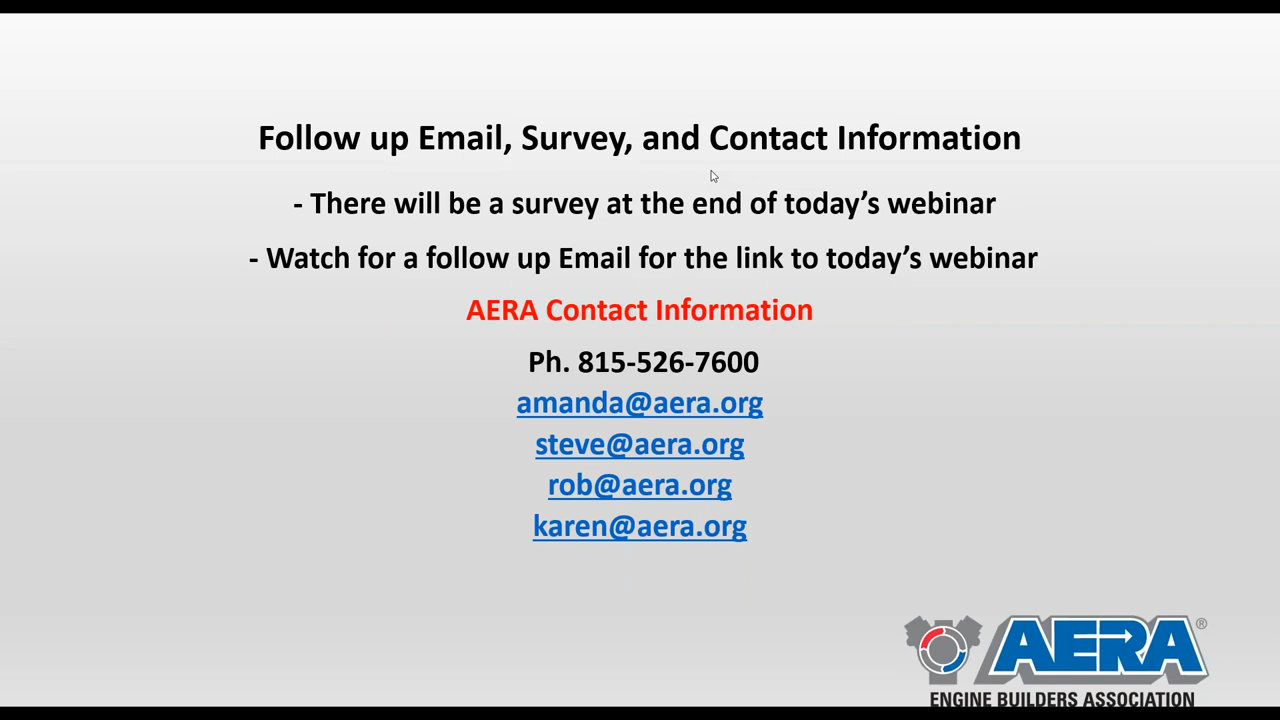 Follow up Email, Survey, and Contact Information
- There will be a survey at the end of today’s webinar
- Watch for a follow up Email for the link to today’s webinar
AERA Contact Information
Ph. 815-526-7600
amanda@aera.org
steve@aera.org
rob@aera.org
karen@aera.org
AERA®
ENGINE BUILDERS ASSOCIATION